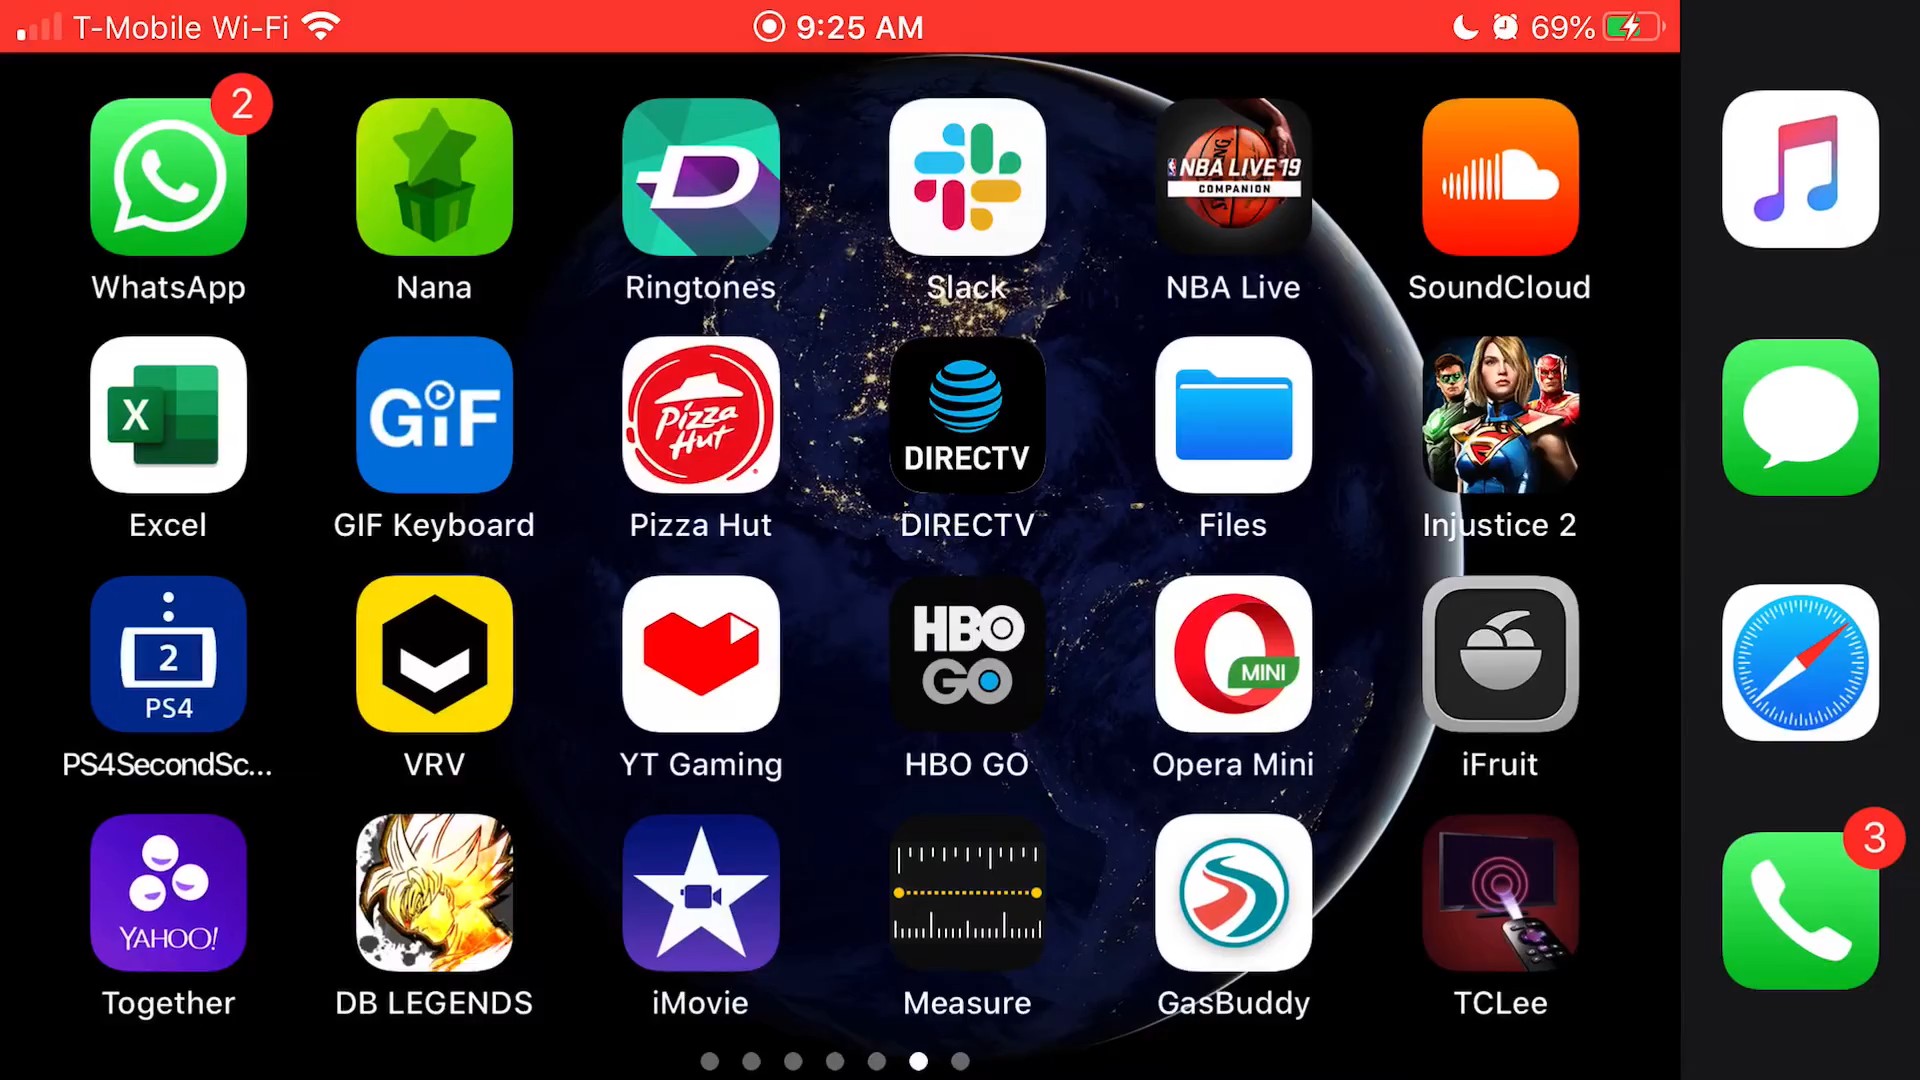 T-Mobile Wi-Fi 9:25 AM 69%
2
NBA LIVE 19
COMPANION
WhatsApp Nana Ringtones Slack NBA Live SoundCloud
X GIF Pizza Hut DIRECTV
Excel GIF Keyboard Pizza Hut DIRECTV Files Injustice 2
2 PS4 HBO GO MINI
PS4SecondSc... VRV YT Gaming HBO GO Opera Mini iFruit
YAHOO!
3
Together DB LEGENDS iMovie Measure GasBuddy TCLee